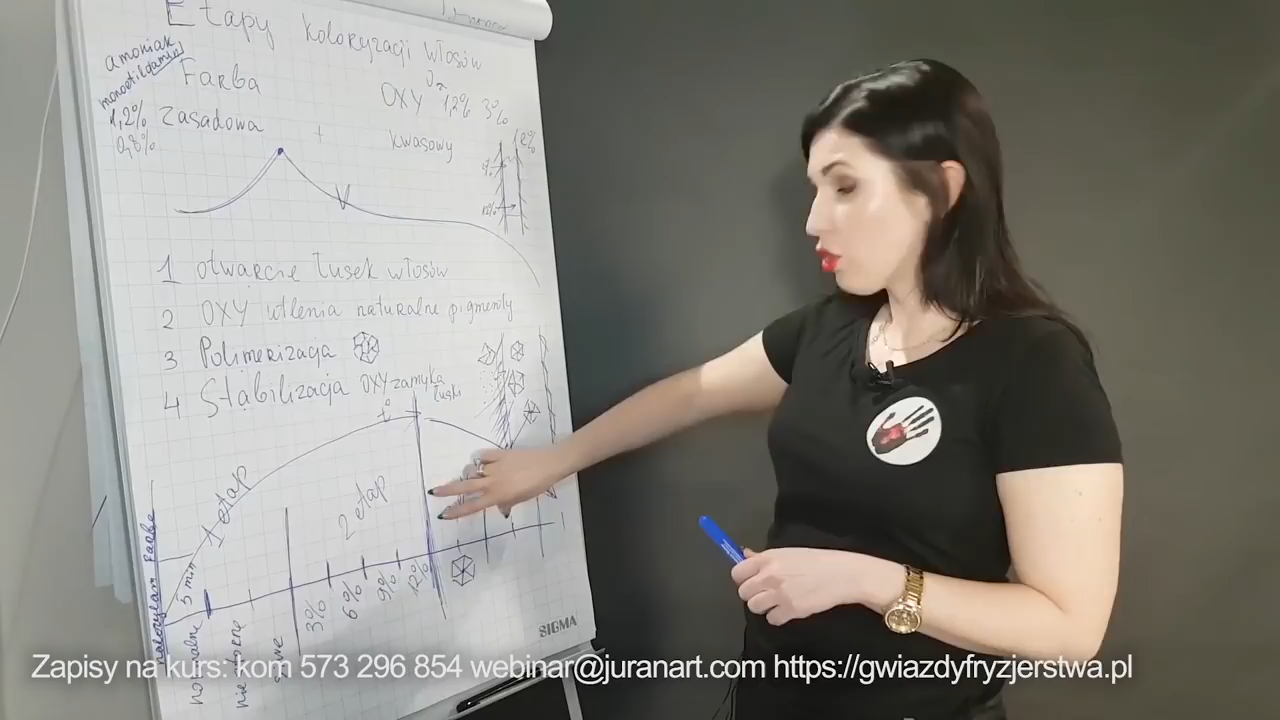 Etapy koloryzacji włosów
amoniak
Farba
OXY 1,2% 3%
1,2% zasadowa + kwasowy
0,8%
6%
12%
1 otwarcie łusek włosów
2 OXY utlenia naturalne pigmenty
3 Polimeryzacja
4 Stabilizacja OXY zamyka łuski
1 etap
2 etap
5 min
3% 6% 9% 12%
normalne
SIGMA
Zapisy na kurs: kom 573 296 854 webinar@juranart.com https://gwiazdyfryzjerstwa.pl